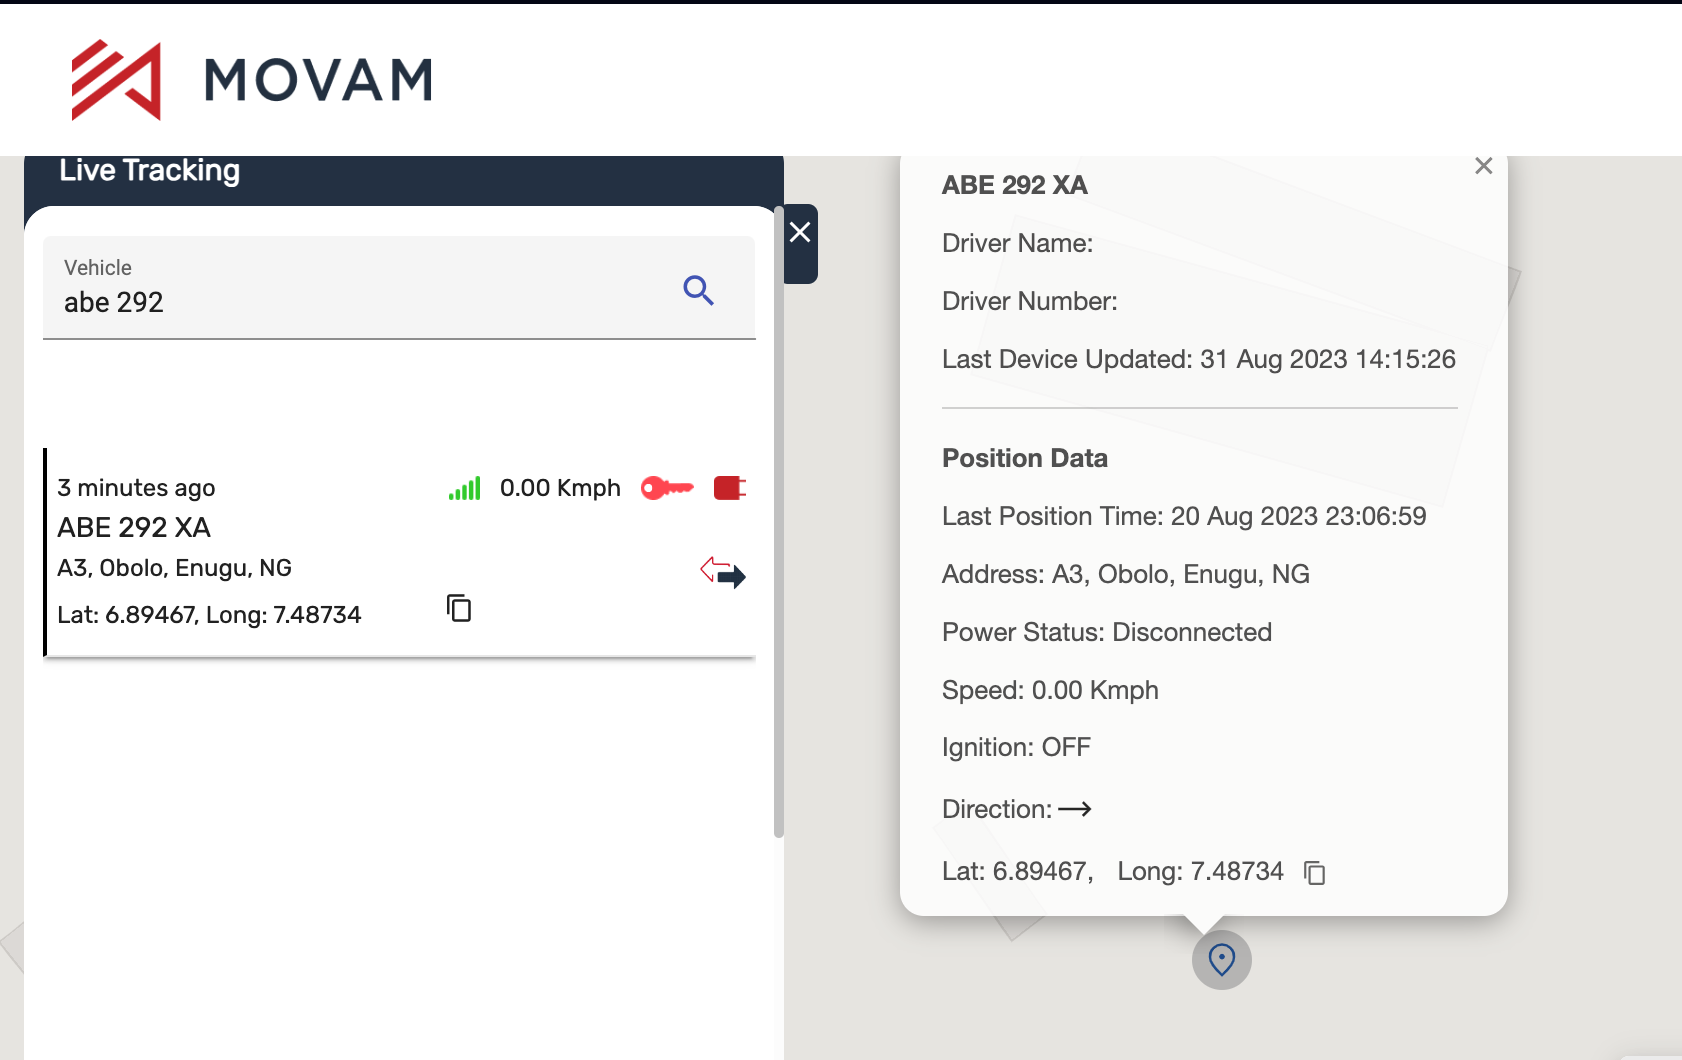 MOVAM
Live Tracking
Vehicle
abe 292
3 minutes ago
0.00 Kmph
ABE 292 XA
A3, Obolo, Enugu, NG
Lat: 6.89467, Long: 7.48734
ABE 292 XA
Driver Name:
Driver Number:
Last Device Updated: 31 Aug 2023 14:15:26
Position Data
Last Position Time: 20 Aug 2023 23:06:59
Address: A3, Obolo, Enugu, NG
Power Status: Disconnected
Speed: 0.00 Kmph
Ignition: OFF
Direction:
Lat: 6.89467, Long: 7.48734